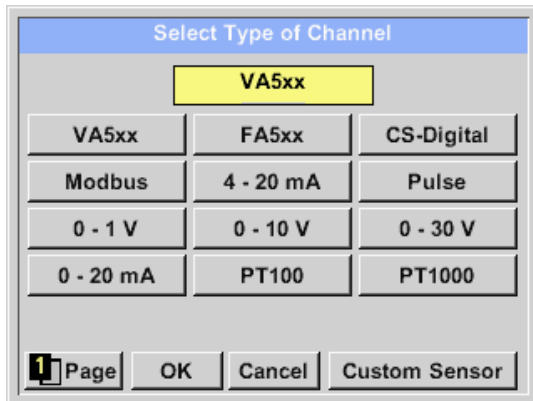 Select Type of Channel
VA5xx
VA5xx FA5xx CS-Digital
Modbus 4 - 20 mA Pulse
0 - 1 V 0 - 10 V 0 - 30 V
0 - 20 mA PT100 PT1000
1 Page OK Cancel Custom Sensor